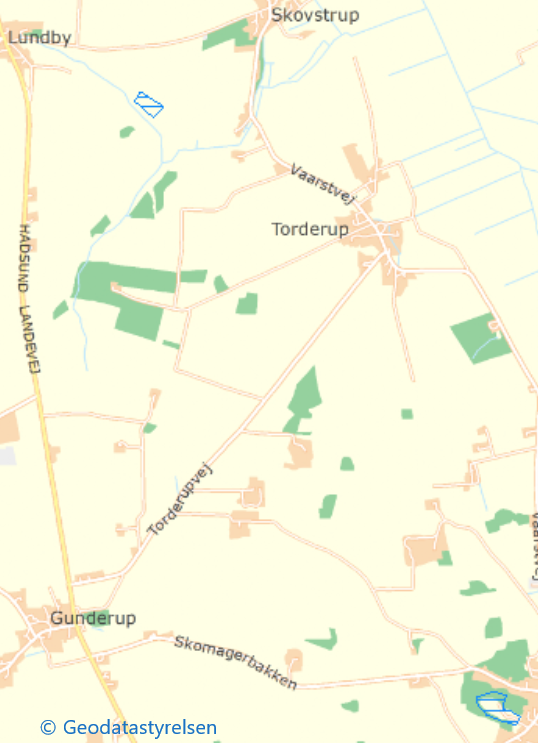 Skovstrup
Lundby
Vaarstvej
Torderup
HADSUND LANDEVEJ
Torderupvej
Vaarstvej
Gunderup
Skomagerbakken
© Geodatastyrelsen